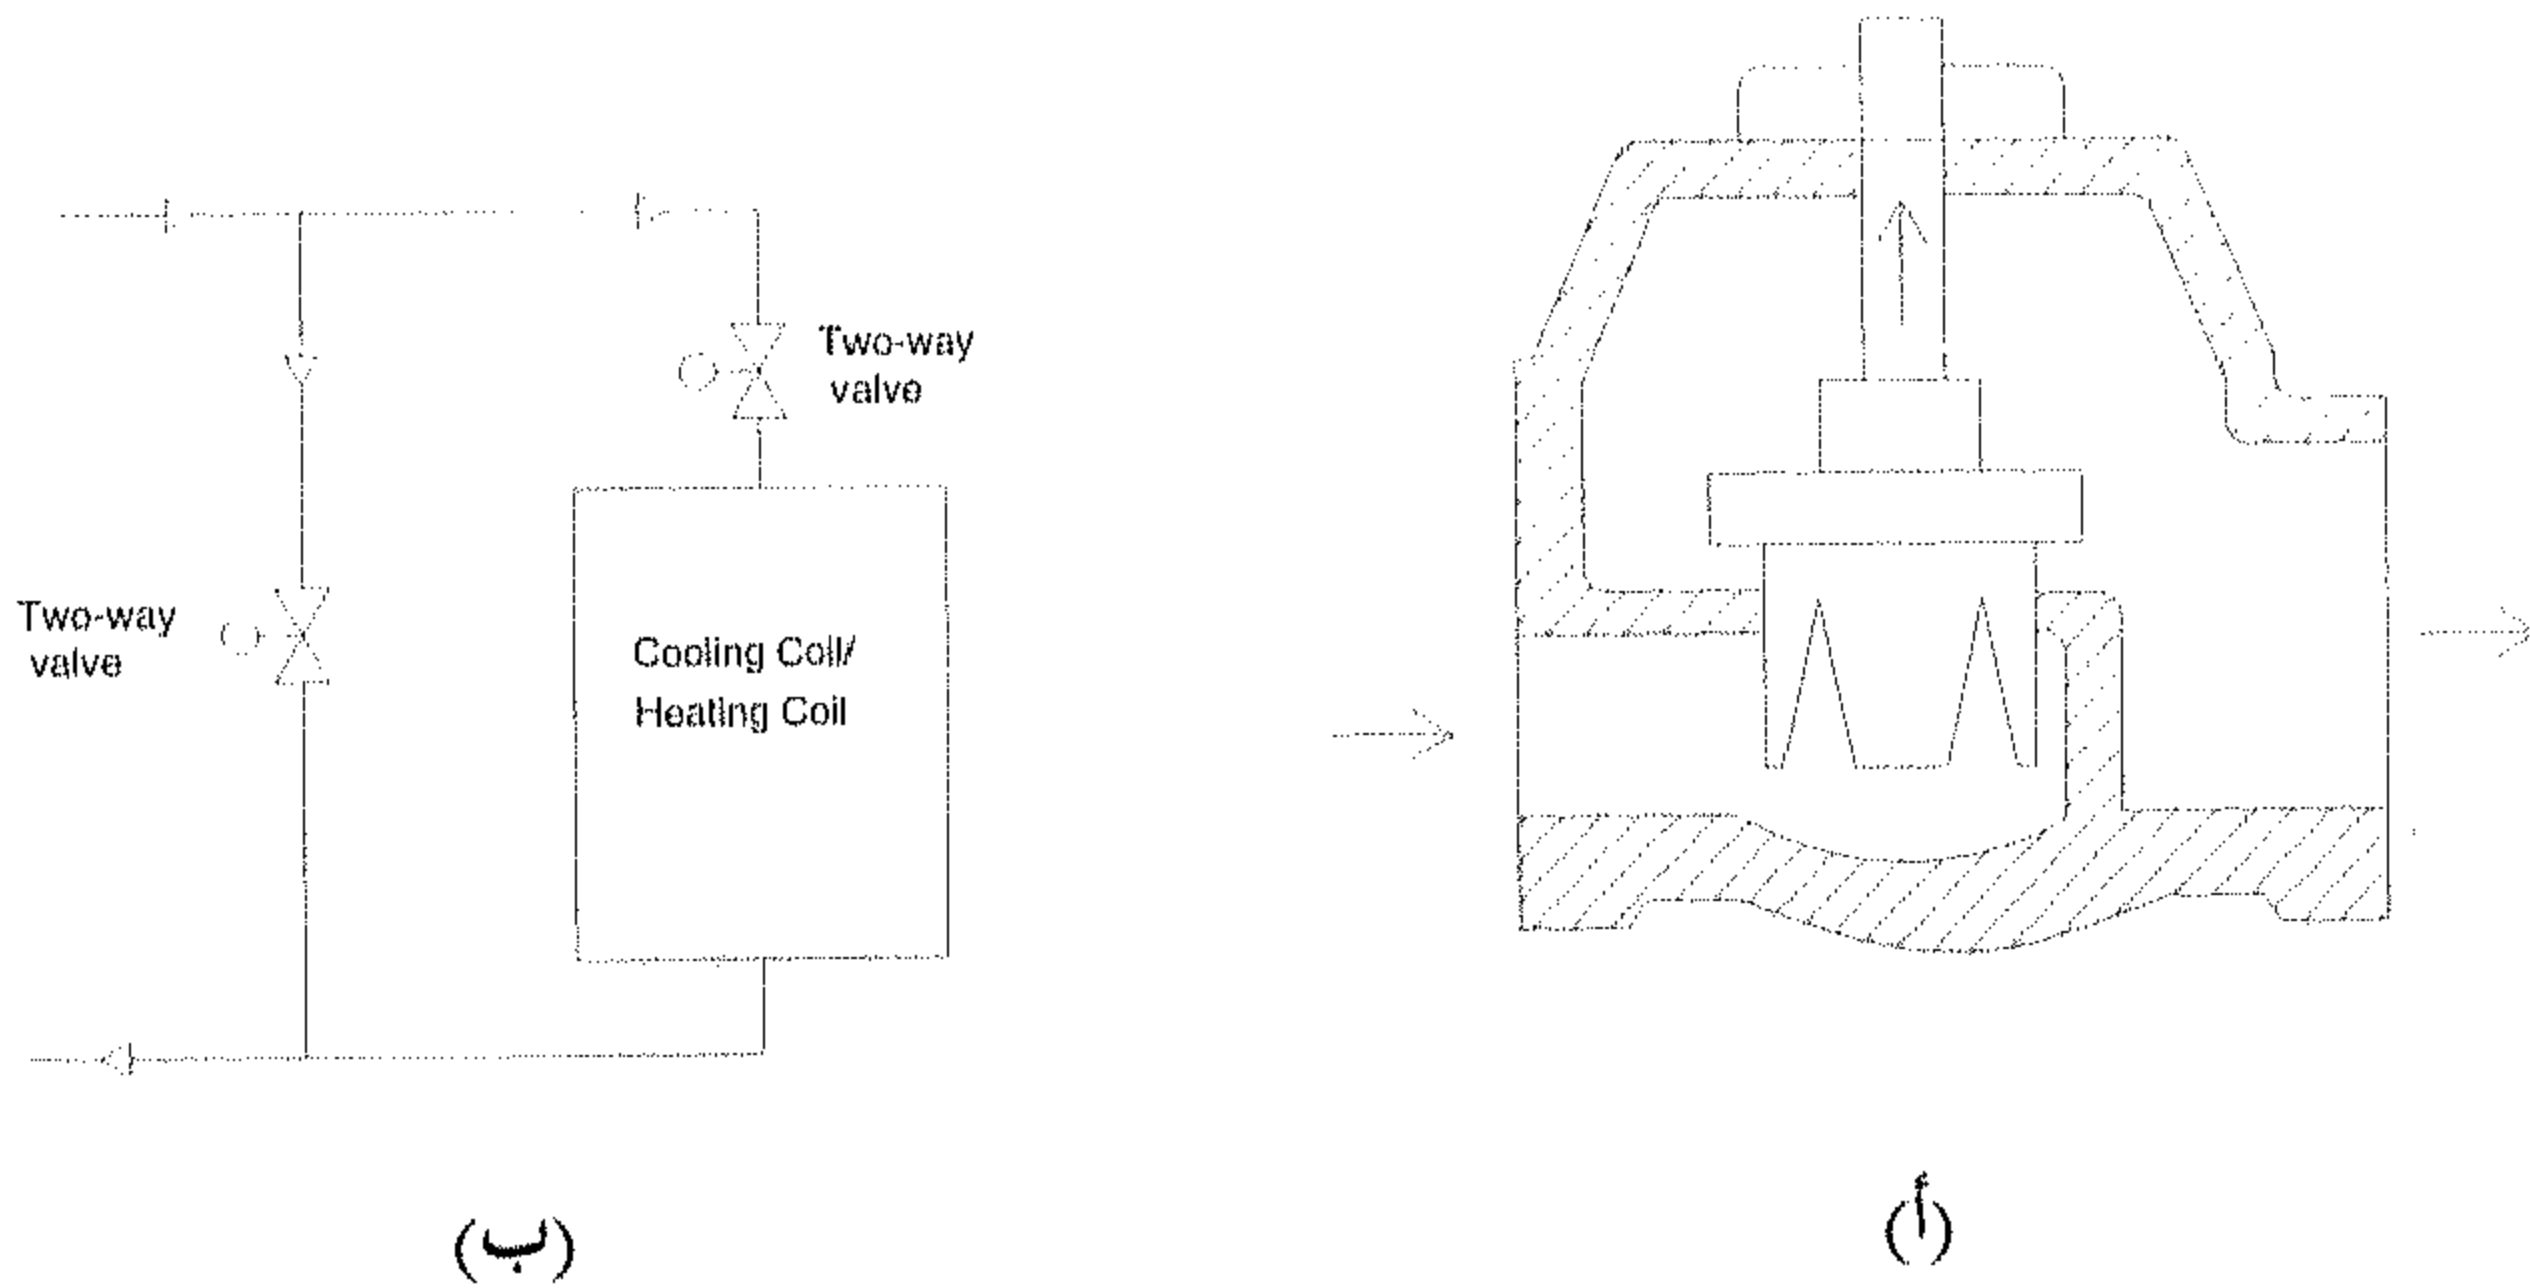 Two-way
valve
Two-way
valve
Cooling Coil/
Heating Coil
(أ)
(ب)